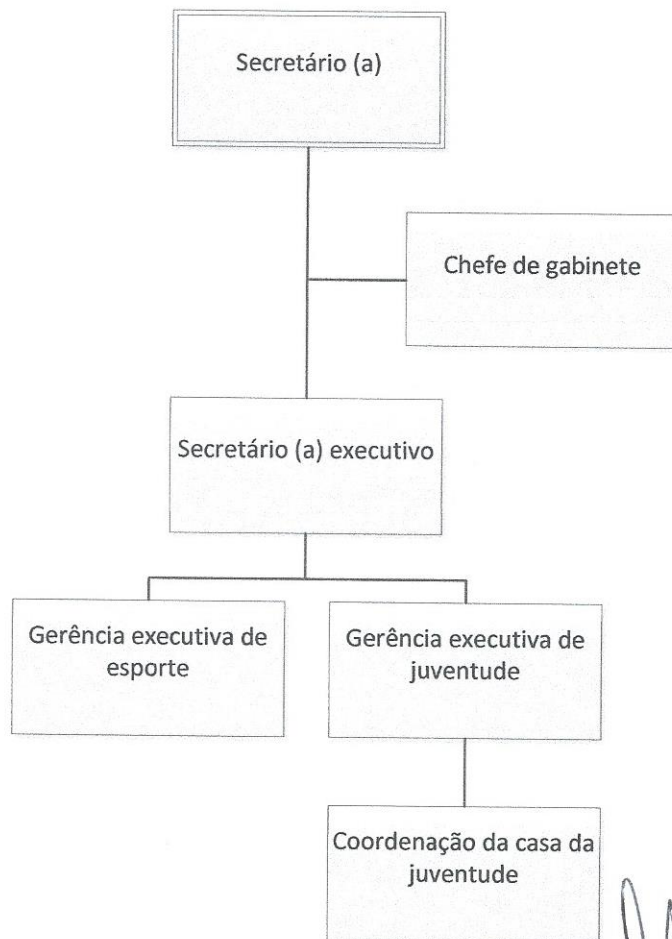 Secretário (a)
Chefe de gabinete
Secretário (a) executivo
Gerência executiva de
esporte
Gerência executiva de
juventude
Coordenação da casa da
juventude